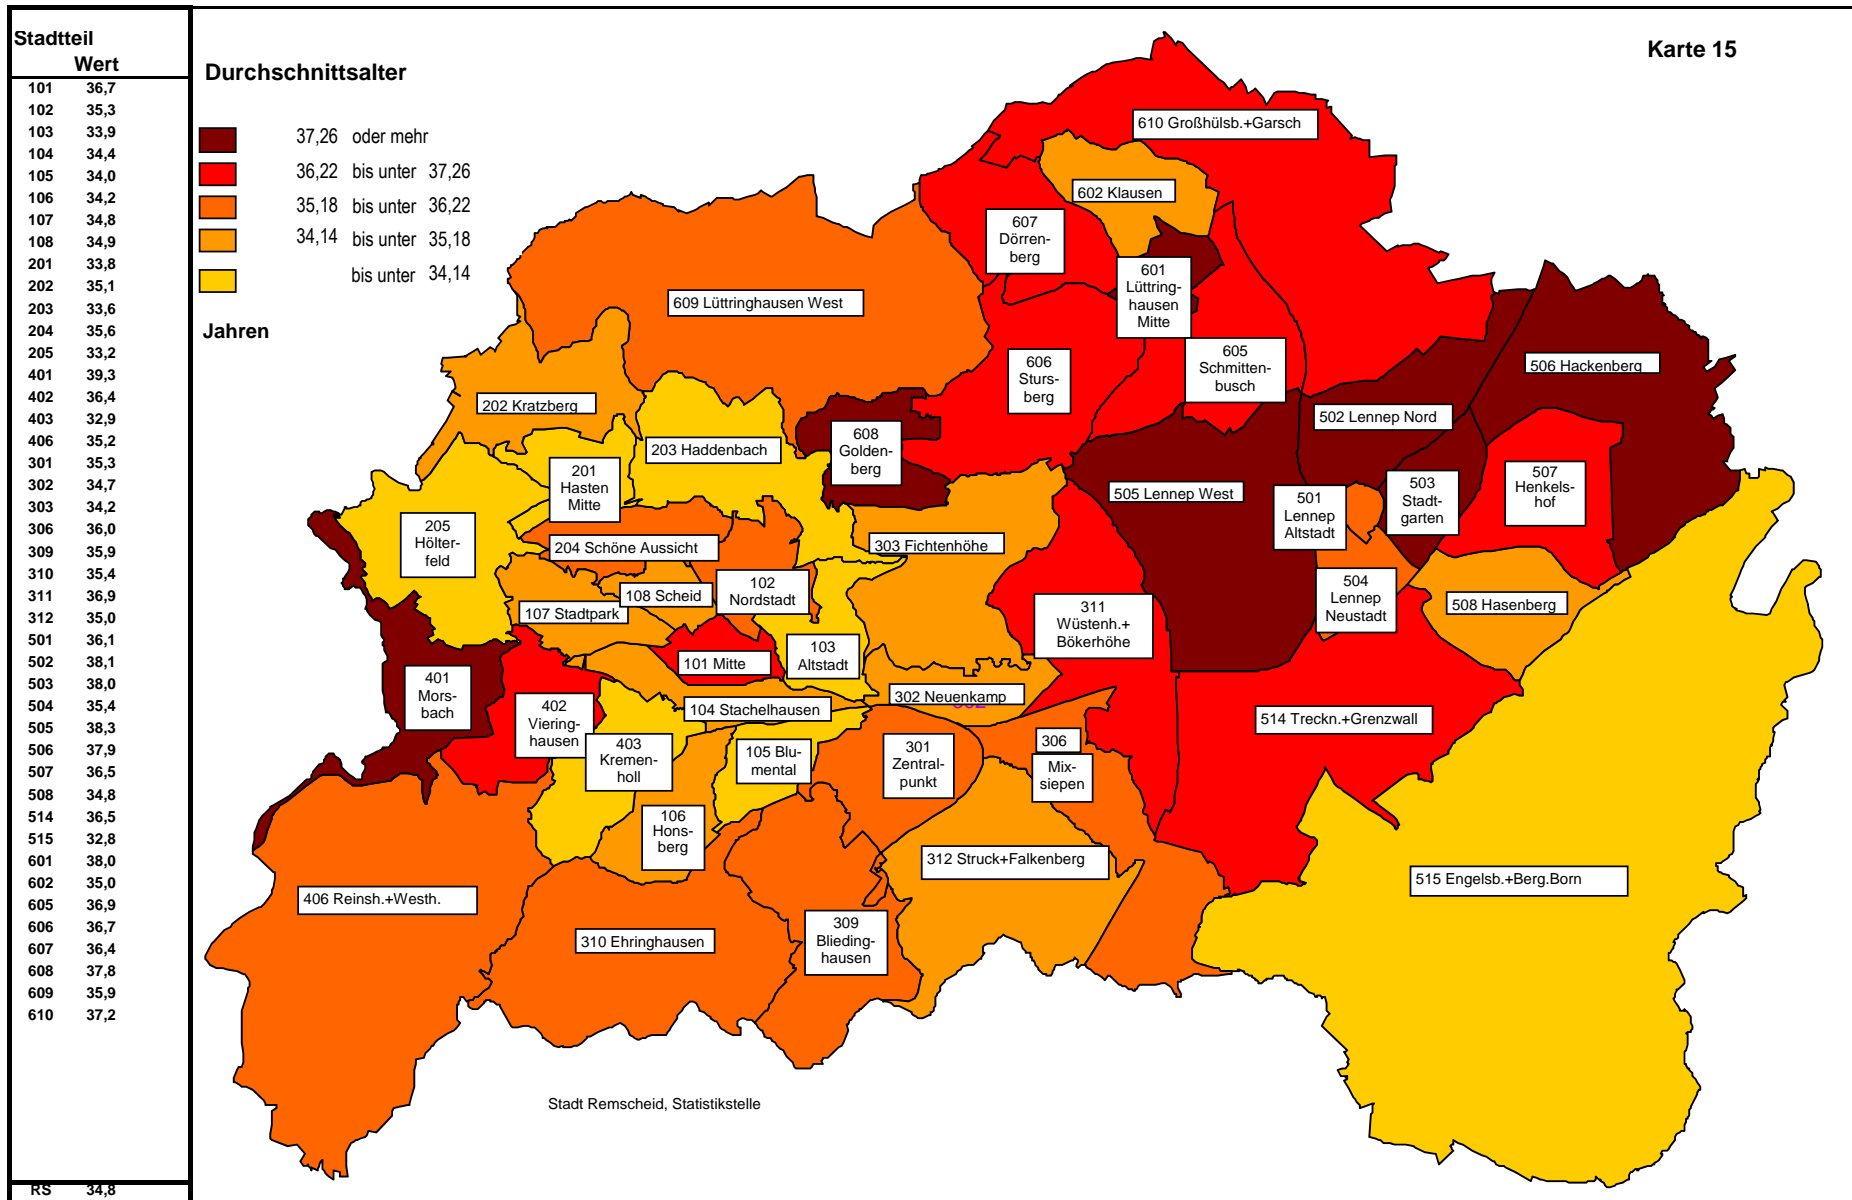 Stadtteil
Wert
101 36,7
102 35,3
103 33,9
104 34,4
105 34,0
106 34,2
107 34,8
108 34,9
201 33,8
202 35,1
203 33,6
204 35,6
205 33,2
401 39,3
402 36,4
403 32,9
406 35,2
301 35,3
302 34,7
303 34,2
306 36,0
309 35,9
310 35,4
311 36,9
312 35,0
501 36,1
502 38,1
503 38,0
504 35,4
505 38,3
506 37,9
507 36,5
508 34,8
514 36,5
515 32,8
601 38,0
602 35,0
605 36,9
606 36,7
607 36,4
608 37,8
609 35,9
610 37,2
RS 34,8
Durchschnittsalter
37,26 oder mehr
36,22 bis unter 37,26
35,18 bis unter 36,22
34,14 bis unter 35,18
bis unter 34,14
Jahren
Karte 15
610 Großhülsb.+Garsch
602 Klausen
607
Dörren-
berg
601
Lüttring-
hausen
Mitte
609 Lüttringhausen West
606
Sturs-
berg
605
Schmitten-
busch
506 Hackenberg
202 Kratzberg
502 Lennep Nord
203 Haddenbach
608
Golden-
berg
201
Hasten
Mitte
505 Lennep West
501
Lennep
Altstadt
503
Stadt-
garten
507
Henkels-
hof
205
Hölter-
feld
204 Schöne Aussicht
303 Fichtenhöhe
102
Nordstadt
108 Scheid
107 Stadtpark
504
Lennep
Neustadt
508 Hasenberg
311
Wüstenh.+
Bökerhöhe
101 Mitte
103
Altstadt
401
Mors-
bach
402
Viering-
hausen
302 Neuenkamp
302
104 Stachelhausen
514 Treckn.+Grenzwall
403
Kremen-
holl
105 Blu-
mental
301
Zentral-
punkt
306
Mix-
siepen
106
Hons-
berg
312 Struck+Falkenberg
515 Engelsb.+Berg.Born
406 Reinsh.+Westh.
310 Ehringhausen
309
Blieding-
hausen
Stadt Remscheid, Statistikstelle